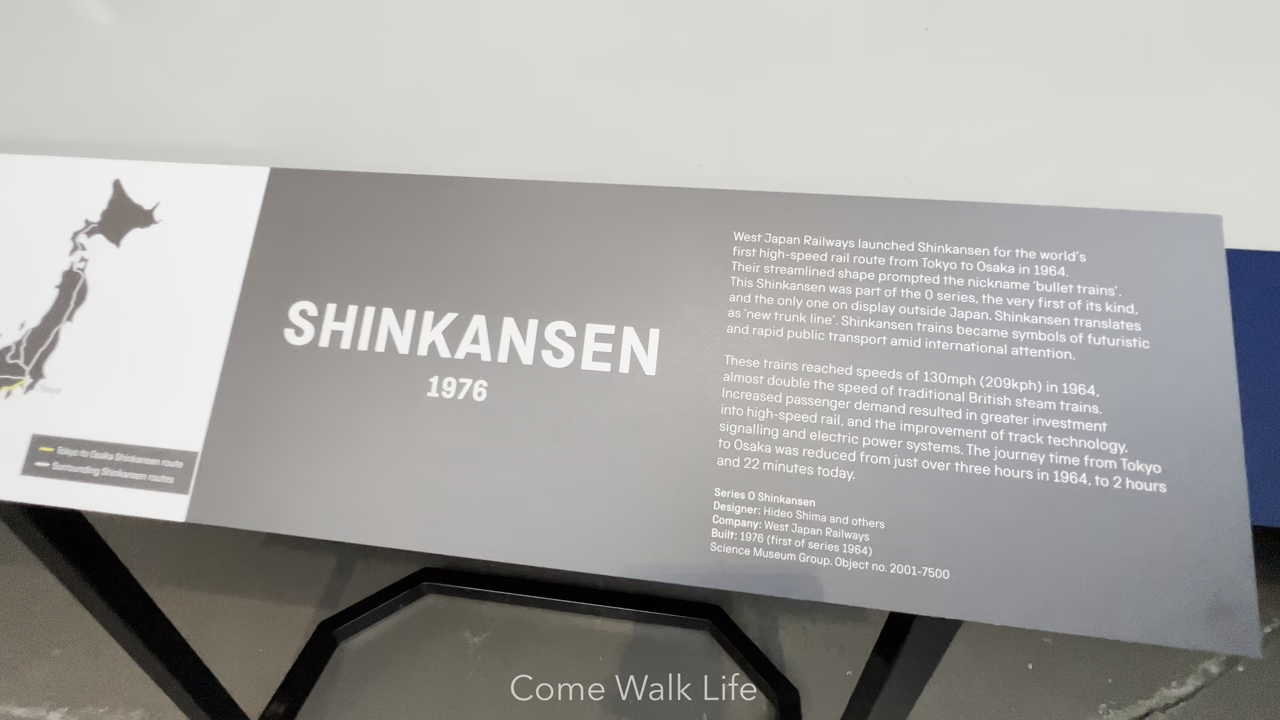 SHINKANSEN
1976
West Japan Railways launched Shinkansen for the world's
first high-speed rail route from Tokyo to Osaka in 1964.
Their streamlined shape prompted the nickname 'bullet trains'.
This Shinkansen was part of the 0 series, the very first of its kind,
and the only one on display outside Japan. Shinkansen translates
as 'new trunk line'. Shinkansen trains became symbols of futuristic
and rapid public transport amid international attention.
These trains reached speeds of 130mph (209kph) in 1964,
almost double the speed of traditional British steam trains.
Increased passenger demand resulted in greater investment
into high-speed rail, and the improvement of track technology,
signalling and electric power systems. The journey time from Tokyo
to Osaka was reduced from just over three hours in 1964, to 2 hours
and 22 minutes today.
Series 0 Shinkansen
Designer: Hideo Shima and others
Company: West Japan Railways
Built: 1976 (first of series 1964)
Science Museum Group. Object no. 2001-7500
Tokyo
Tokyo to Osaka Shinkansen route
Surrounding Shinkansen routes
Come Walk Life